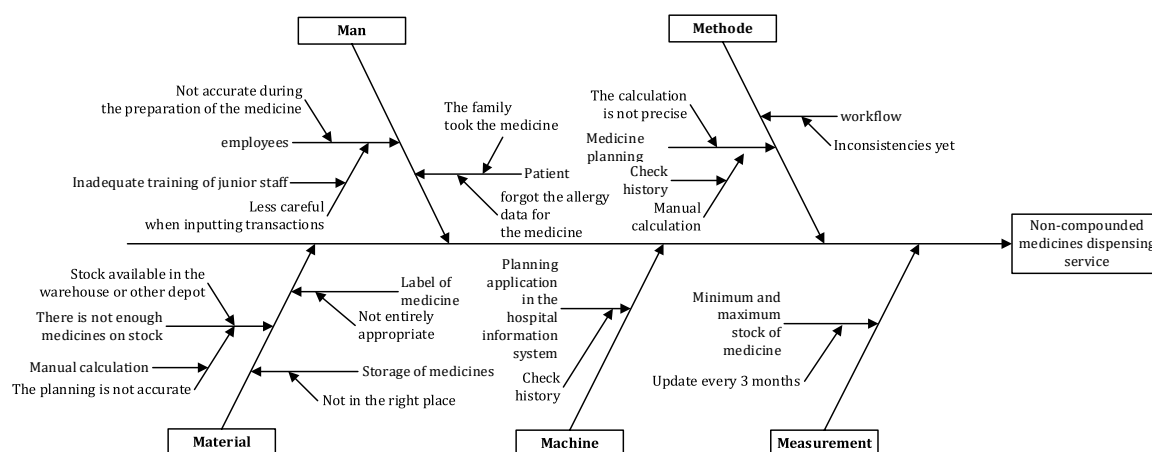 Man
Methode
Not accurate during
the preparation of the medicine
employees
Inadequate training of junior staff
Less careful
when inputting transactions
The family
took the medicine
Patient
forgot the allergy
data for
the medicine
The calculation
is not precise
Medicine
planning
Check
history
Manual
calculation
workflow
Inconsistencies yet
Non-compounded
medicines dispensing
service
Stock available in the
warehouse or other depot
There is not enough
medicines on stock
Manual calculation
The planning is not accurate
Label of
medicine
Not entirely
appropriate
Storage of medicines
Not in the right place
Planning
application
in the
hospital
information
system
Check
history
Minimum and
maximum
stock of
medicine
Update every 3 months
Material
Machine
Measurement